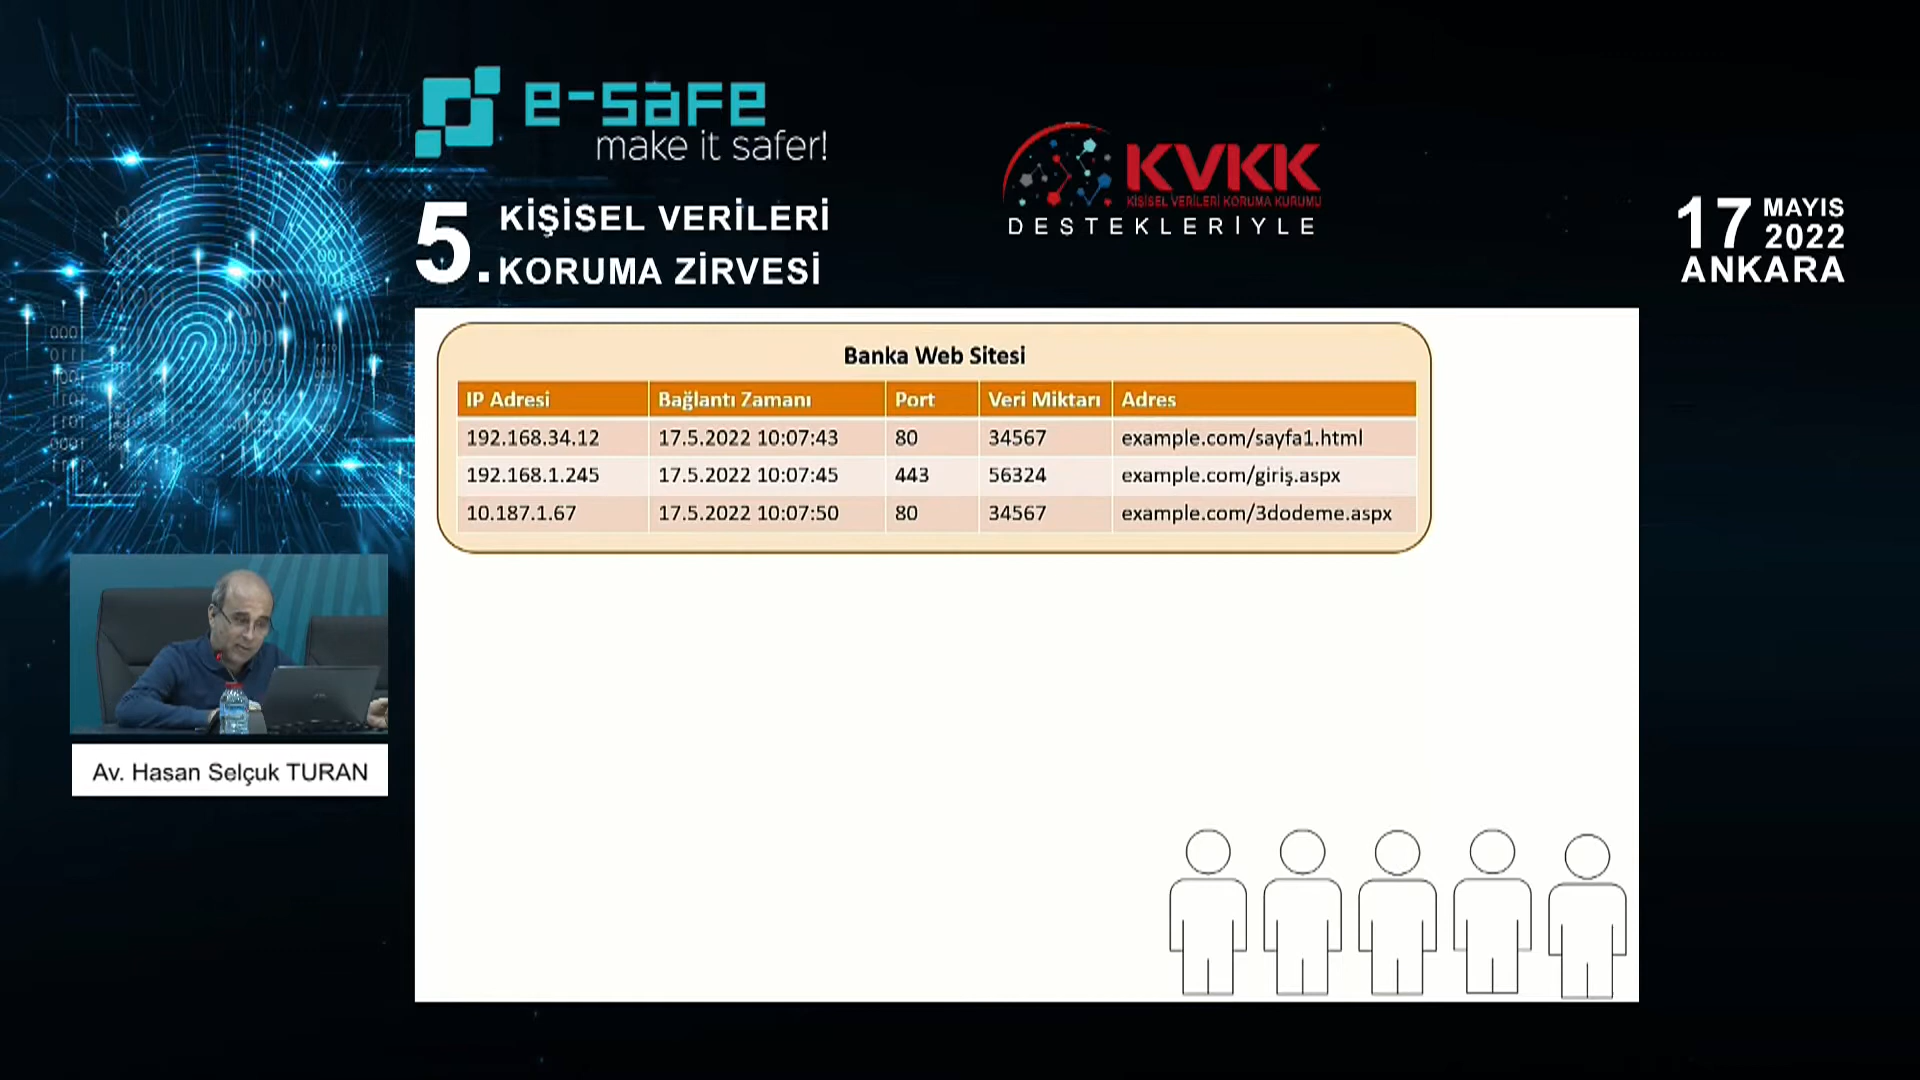 e-safe
make it safer!
5. KİŞİSEL VERİLERİ
KORUMA ZİRVESİ
KVKK
KİŞİSEL VERİLERİ KORUMA KURUMU
DESTEKLERİYLE
17 MAYIS
2022
ANKARA
Banka Web Sitesi
IP Adresi Bağlantı Zamanı Port Veri Miktarı Adres
192.168.34.12 17.5.2022 10:07:43 80 34567 example.com/sayfa1.html
192.168.1.245 17.5.2022 10:07:45 443 56324 example.com/giriş.aspx
10.187.1.67 17.5.2022 10:07:50 80 34567 example.com/3dodeme.aspx
Av. Hasan Selçuk TURAN